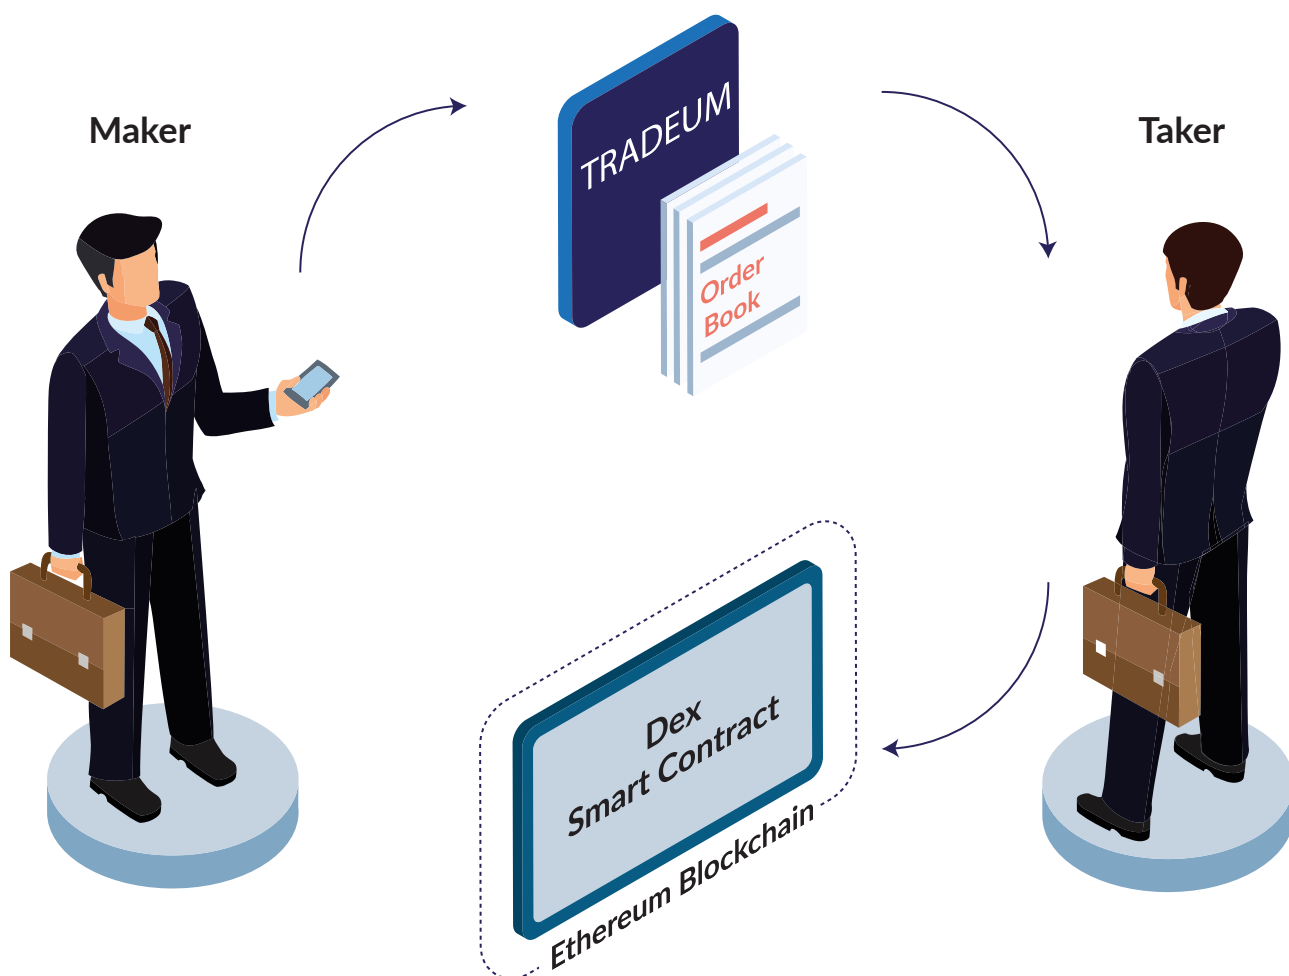 Maker
TRADEUM
Order
Book
Taker
Dex
Smart Contract
Ethereum Blockchain